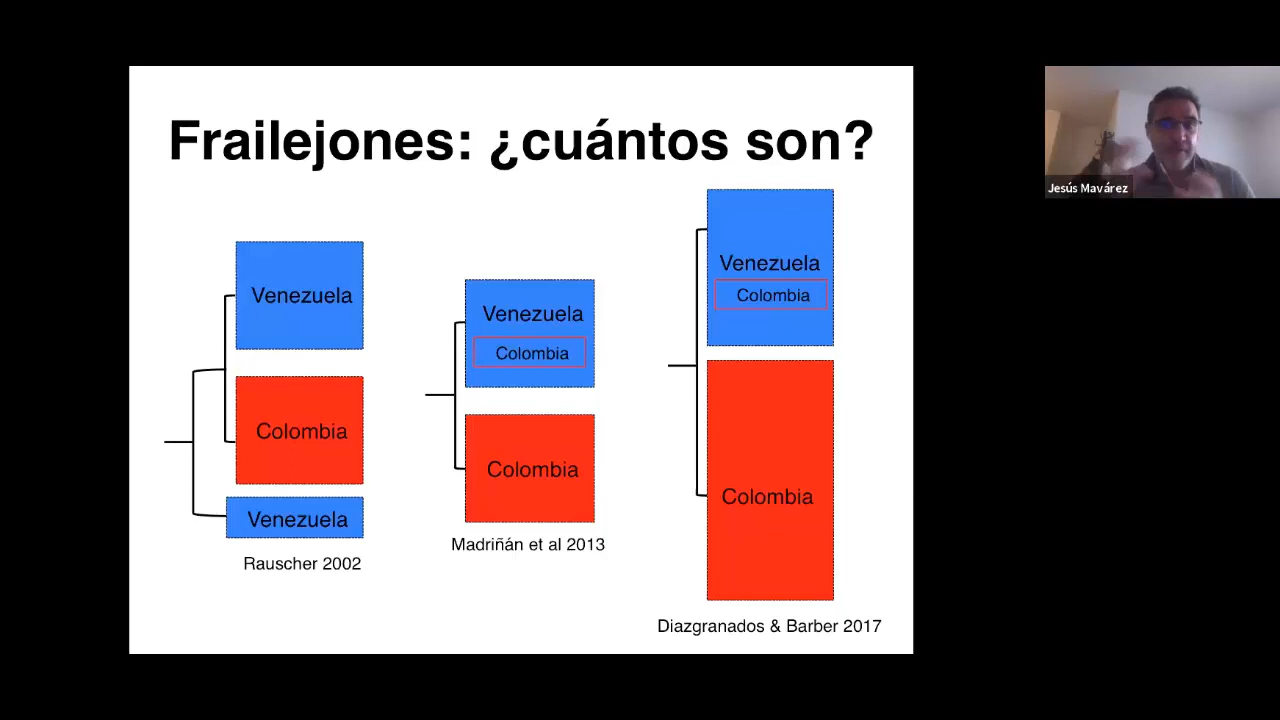 Frailejones: ¿cuántos son?
Venezuela
Colombia
Venezuela
Rauscher 2002
Venezuela
Colombia
Colombia
Madriñán et al 2013
Venezuela
Colombia
Colombia
Diazgranados & Barber 2017
Jesús Mavárez